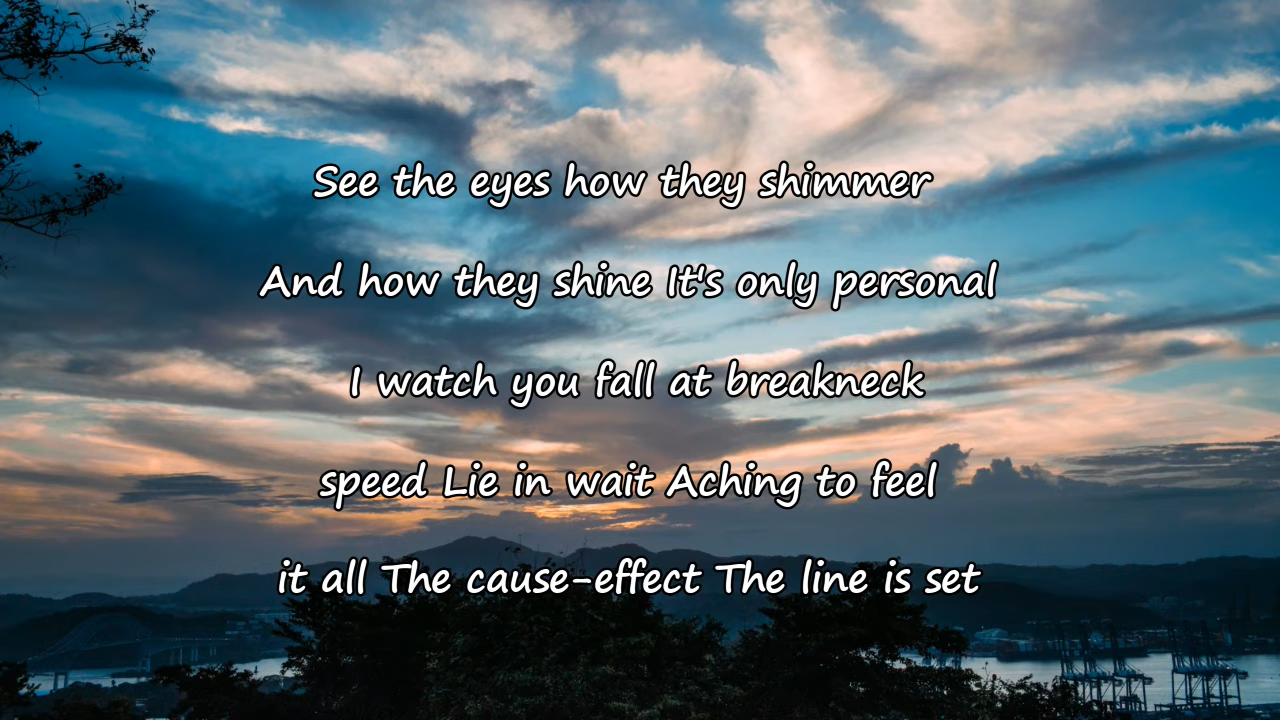 See the eyes how they shimmer
And how they shine It's only personal
I watch you fall at breakneck
speed Lie in wait Aching to feel
it all The cause-effect The line is set